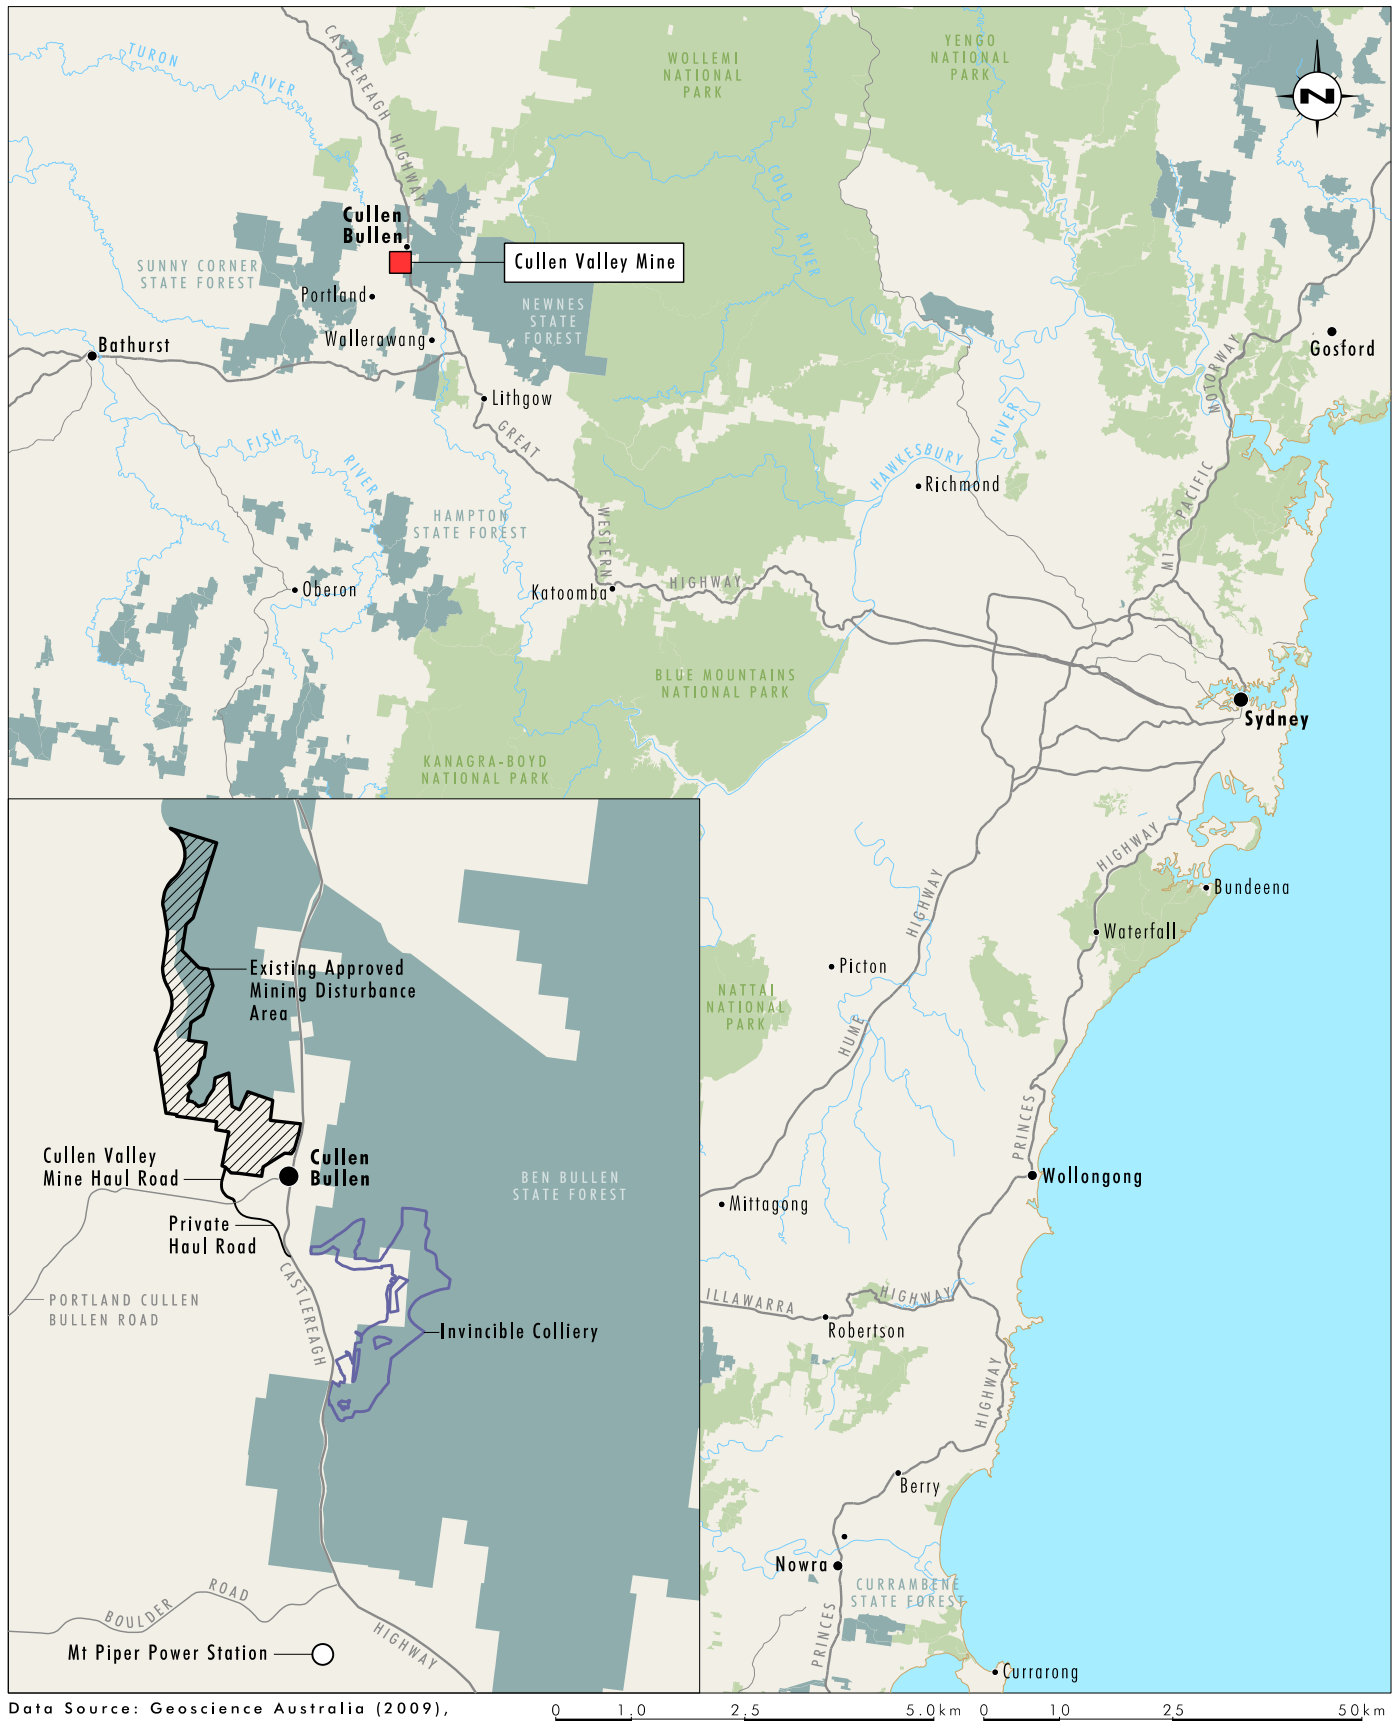 CASTLEREAGH HIGHWAY
TURON RIVER
WOLLEMI
NATIONAL
PARK
YENGO
NATIONAL
PARK
N
COLO RIVER
Cullen
Bullen
Cullen Valley Mine
SUNNY CORNER
STATE FOREST
Portland
NEWNES
STATE
FOREST
Wallerawang
Bathurst
Gosford
Lithgow
GREAT WESTERN HIGHWAY
M1 PACIFIC MOTORWAY
FISH RIVER
HAWKESBURY RIVER
Richmond
HAMPTON
STATE FOREST
Oberon
Katoomba
BLUE MOUNTAINS
NATIONAL PARK
Sydney
KANAGRA-BOYD
NATIONAL PARK
HUME HIGHWAY
PRINCES HIGHWAY
Bundeena
Waterfall
Picton
NATTAI
NATIONAL
PARK
Wollongong
Mittagong
ILLAWARRA HIGHWAY
Robertson
PRINCES HIGHWAY
Berry
Nowra
CURRAMBENE
STATE FOREST
Currarong
Existing Approved
Mining Disturbance
Area
Cullen Valley
Mine Haul Road
Cullen
Bullen
BEN BULLEN
STATE FOREST
Private
Haul Road
CASTLEREAGH HIGHWAY
PORTLAND CULLEN
BULLEN ROAD
Invincible Colliery
BOULDER ROAD
Mt Piper Power Station
Data Source: Geoscience Australia (2009),
0 1.0 2.5 5.0km
0 10 25 50km